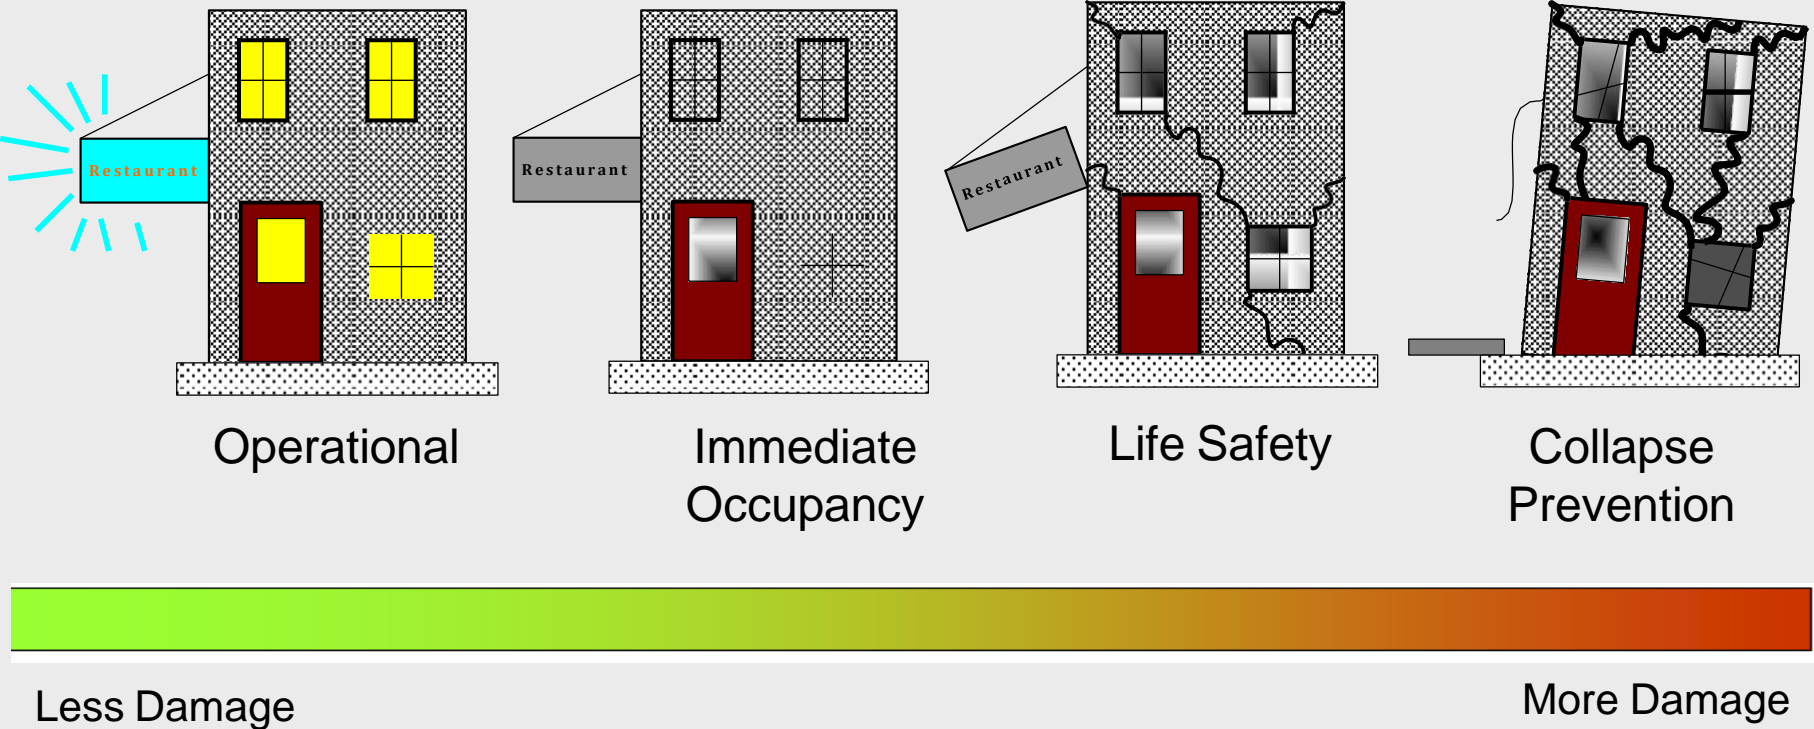 Restaurant
Restaurant
Restaurant
Operational
Immediate
Occupancy
Life Safety
Collapse
Prevention
Less Damage
More Damage